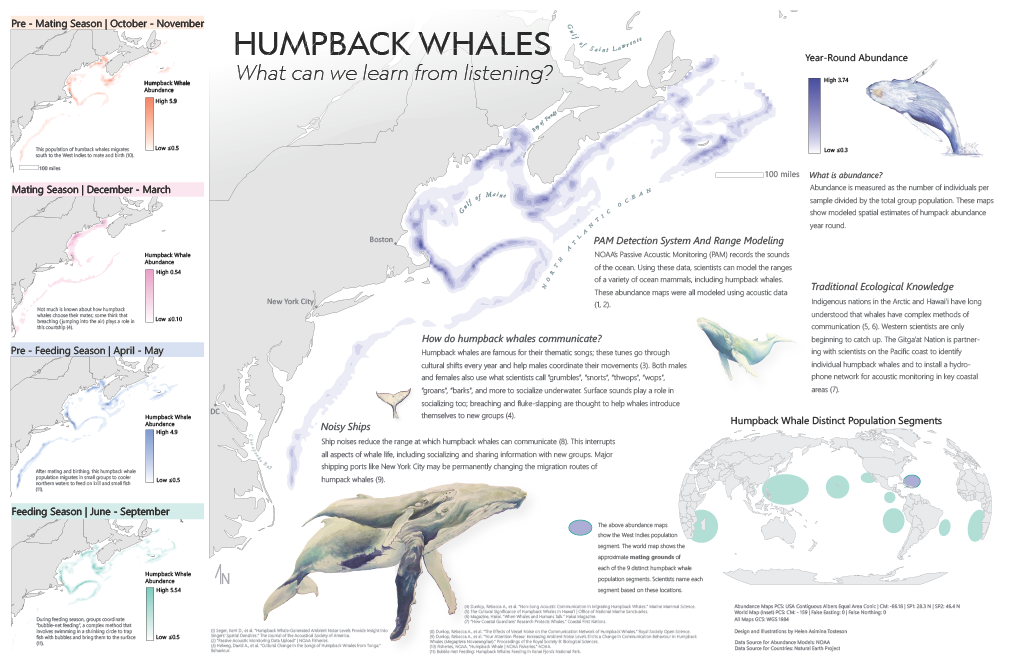 HUMPBACK WHALES
What can we learn from listening?
Pre - Mating Season | October - November
Humpback Whale
Abundance
High 5.9
Low ≤0.5
This population of humpback whales migrates
south to the West Indies to mate and birth (10).
100 miles
Mating Season | December - March
Humpback Whale
Abundance
High 0.54
Low ≤0.10
Not much is known about how humpback
whales choose their mates; some think that
breaching (jumping into the air) plays a role in
this courtship (4).
Pre - Feeding Season | April - May
Humpback Whale
Abundance
High 4.9
Low ≤0.5
After mating and birthing, this humpback whale
population migrates in small groups to cooler
northern waters to feed on krill and small fish
(11).
Feeding Season | June - September
Humpback Whale
Abundance
High 5.54
Low ≤0.5
During feeding season, groups coordinate
"bubble-net feeding", a complex method that
involves swimming in a shrinking circle to trap
fish with bubbles and bring them to the surface
(11).
Gulf of Saint Lawrence
Bay of Fundy
Gulf of Maine
NORTH ATLANTIC OCEAN
Boston
New York City
DC
N
100 miles
Year-Round Abundance
High 3.74
Low ≤0.3
What is abundance?
Abundance is measured as the number of individuals per
sample divided by the total group population. These maps
show modeled spatial estimates of humpack abundance
year round.
PAM Detection System And Range Modeling
NOAA's Passive Acoustic Monitoring (PAM) records the sounds
of the ocean. Using these data, scientists can model the ranges
of a variety of ocean mammals, including humpback whales.
These abundance maps were all modeled using acoustic data
(1, 2).
Traditional Ecological Knowledge
Indigenous nations in the Arctic and Hawai'i have long
understood that whales have complex methods of
communication (5, 6). Western scientists are only
beginning to catch up. The Gitga'at Nation is partner-
ing with scientists on the Pacific coast to identify
individual humpback whales and to install a hydro-
phone network for acoustic monitoring in key coastal
areas (7).
How do humpback whales communicate?
Humpback whales are famous for their thematic songs; these tunes go through
cultural shifts every year and help males coordinate their movements (3). Both males
and females also use what scientists call "grumbles", "snorts", "thwops", "wops",
"groans", "barks", and more to socialize underwater. Surface sounds play a role in
socializing too; breaching and fluke-slapping are thought to help whales introduce
themselves to new groups (4).
Noisy Ships
Ship noises reduce the range at which humpback whales can communicate (8). This interrupts
all aspects of whale life, including socializing and sharing information with new groups. Major
shipping ports like New York City may be permanently changing the migration routes of
humpack whales (9).
Humpback Whale Distinct Population Segments
The above abundance maps
show the West Indies population
segment. The world map shows the
approximate mating grounds of
each of the 9 distinct humpback whale
population segments. Scientists name each
segment based on these locations.
Abundance Maps PCS: USA Contiguous Albers Equal Area Conic
World Map (Inset) PCS: CM: -159 | False Easting: 0 | False Northing: 0
All Maps GCS: WGS 1984
Design and Illustrations by Helen
Data Source for Abundance Models: NOAA
Data Source for Countries: Natural Earth Project